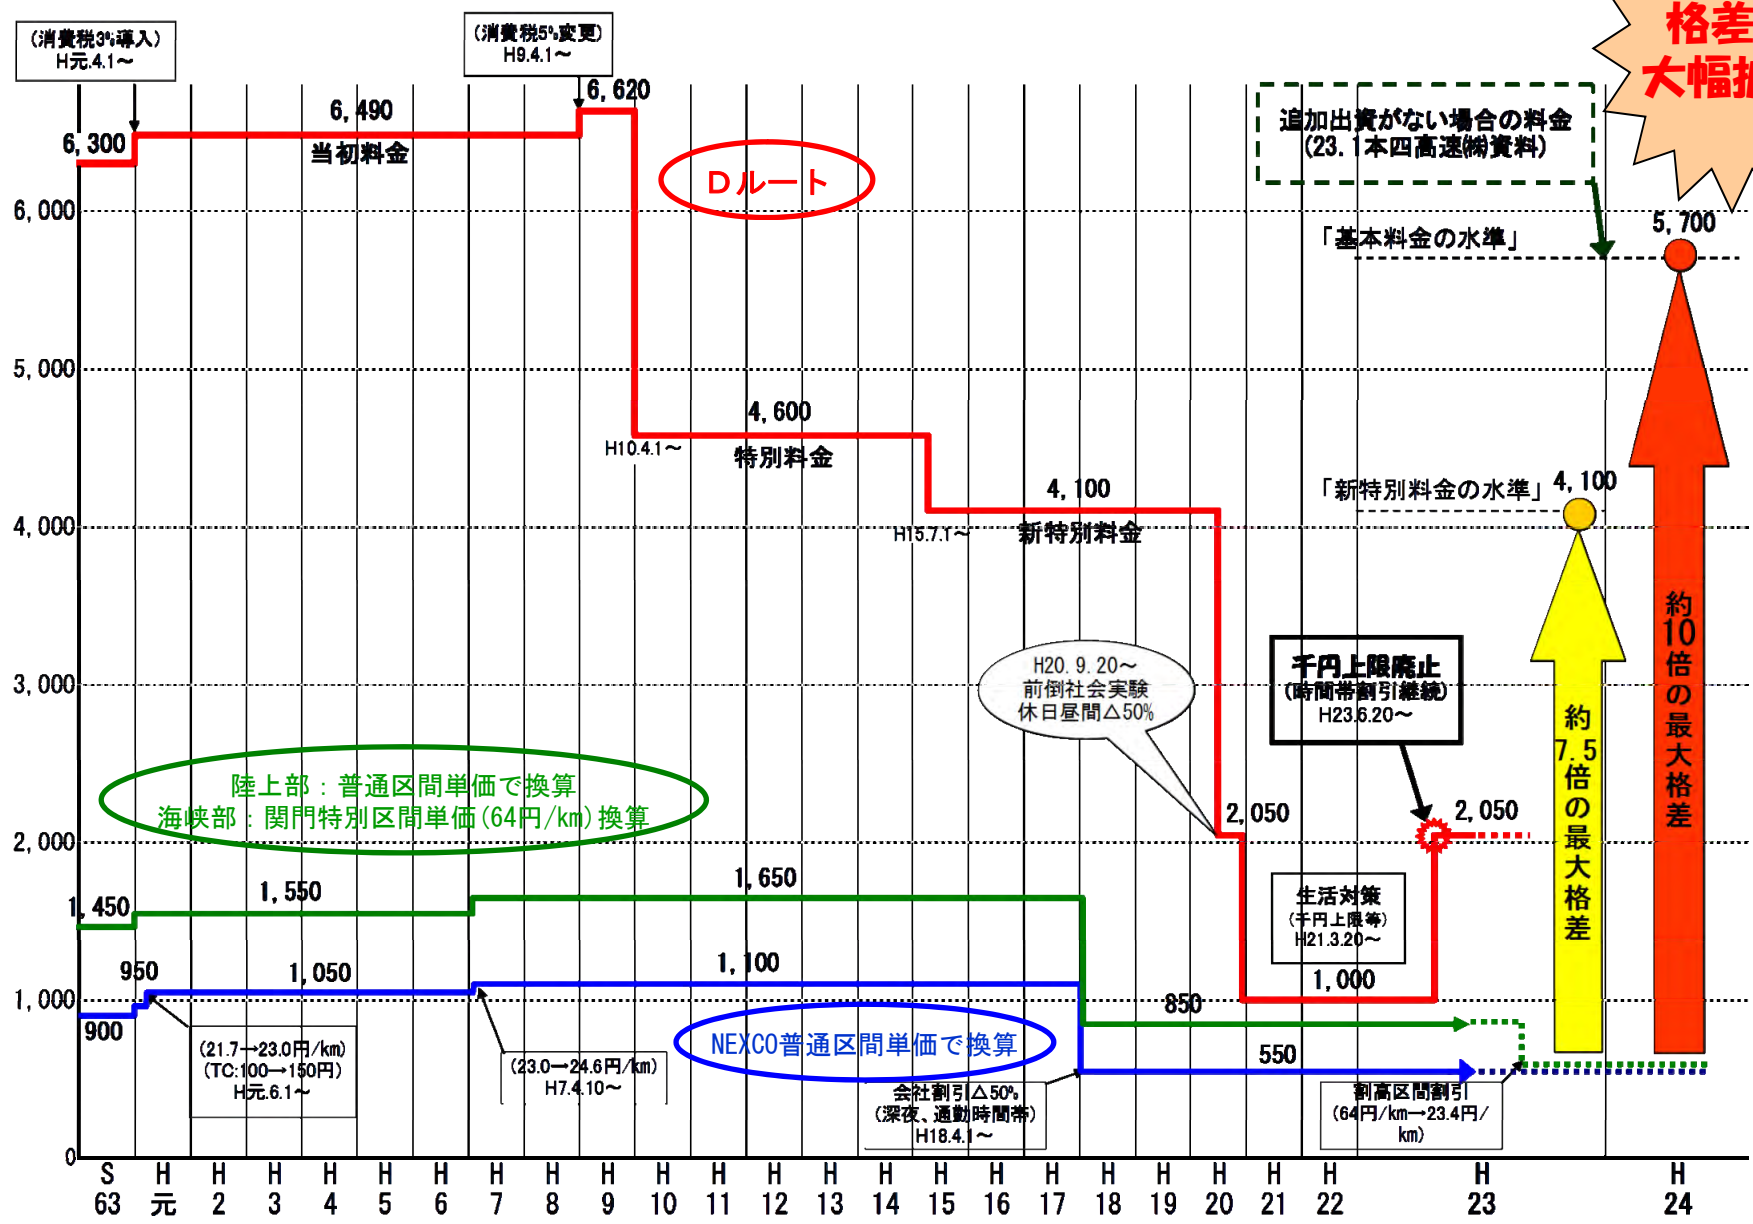 (消費税3%導入)
H元.4.1～
(消費税5%変更)
H9.4.1～
格差
大幅拡
6,300
6,490
当初料金
6,620
Dルート
追加出資がない場合の料金
(23.1本四高速㈱資料)
6,000
「基本料金の水準」
5,700
5,000
4,600
特別料金
H10.4.1～
4,100
新特別料金
H15.7.1～
「新特別料金の水準」
4,100
4,000
約10倍の最大格差
約7.5倍の最大格差
H20.9.20～
前倒社会実験
休日昼間△50%
千円上限廃止
(時間帯割引継続)
H23.6.20～
3,000
陸上部：普通区間単価で換算
海峡部：関門特別区間単価(64円/km)換算
2,050
2,050
2,000
1,450
1,550
1,650
生活対策
(千円上限等)
H21.3.20～
950
1,050
1,100
1,000
1,000
900
850
(21.7→23.0円/km)
(TC:100→150円)
H元.6.1～
(23.0→24.6円/km)
H7.4.10～
NEXCO普通区間単価で換算
550
会社割引△50%
(深夜、通勤時間帯)
H18.4.1～
割高区間割引
(64円/km→23.4円/
km)
0
S H H H H H H H H H H H H H H H H H H H H H H H H
63 元 2 3 4 5 6 7 8 9 10 11 12 13 14 15 16 17 18 19 20 21 22 23 24